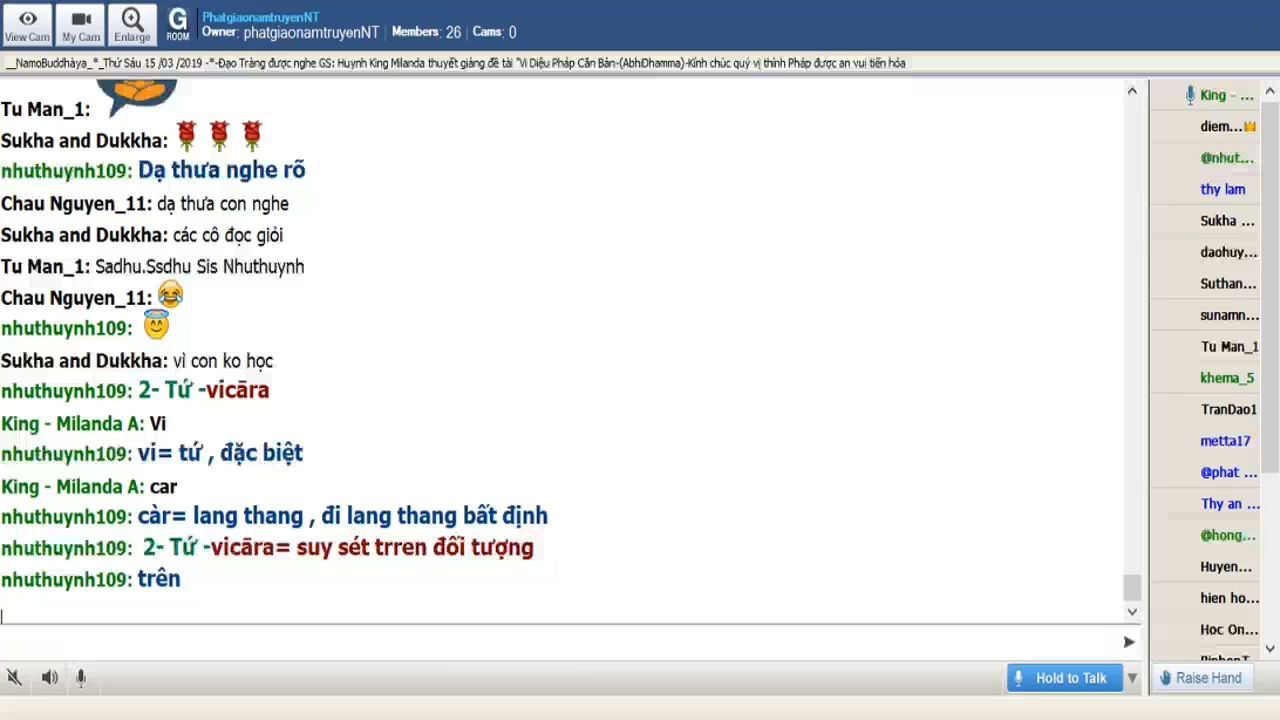 View Cam
My Cam
Enlarge
G
ROOM
PhatgiaonamtruyenNT
Owner: phatgiaonamtruyenNT | Members: 26 | Cams: 0
__NamoBuddhàya_*_Thứ Sáu 15 /03 /2019 -*-Đạo Tràng được nghe GS: Huynh King Milanda thuyết giảng đề tài "Vi Diệu Pháp Căn Bản-(AbhiDhamma)-Kính chúc quý vị thính Pháp được an vui tiến hóa
Tu Man_1:
Sukha and Dukkha:
nhuthuynh109: Dạ thưa nghe rõ
Chau Nguyen_11: dạ thưa con nghe
Sukha and Dukkha: các cô đọc giỏi
Tu Man_1: Sadhu.Ssdhu Sis Nhuthuynh
Chau Nguyen_11:
nhuthuynh109:
Sukha and Dukkha: vì con ko học
nhuthuynh109: 2- Tứ -vicāra
King - Milanda A: Vi
nhuthuynh109: vi= tứ , đặc biệt
King - Milanda A: car
nhuthuynh109: càr= lang thang , đi lang thang bất định
nhuthuynh109: 2- Tứ -vicāra= suy sét trren đối tượng
nhuthuynh109: trên
King - ...
diem...
@nhut...
thy lam
Sukha ...
daohuy...
Suthan...
sunamn...
Tu Man_1
khema_5
TranDao1
metta17
@phat ...
Thy an ...
@hong...
Huyen...
hien ho...
Hoc On...
Hold to Talk
Raise Hand